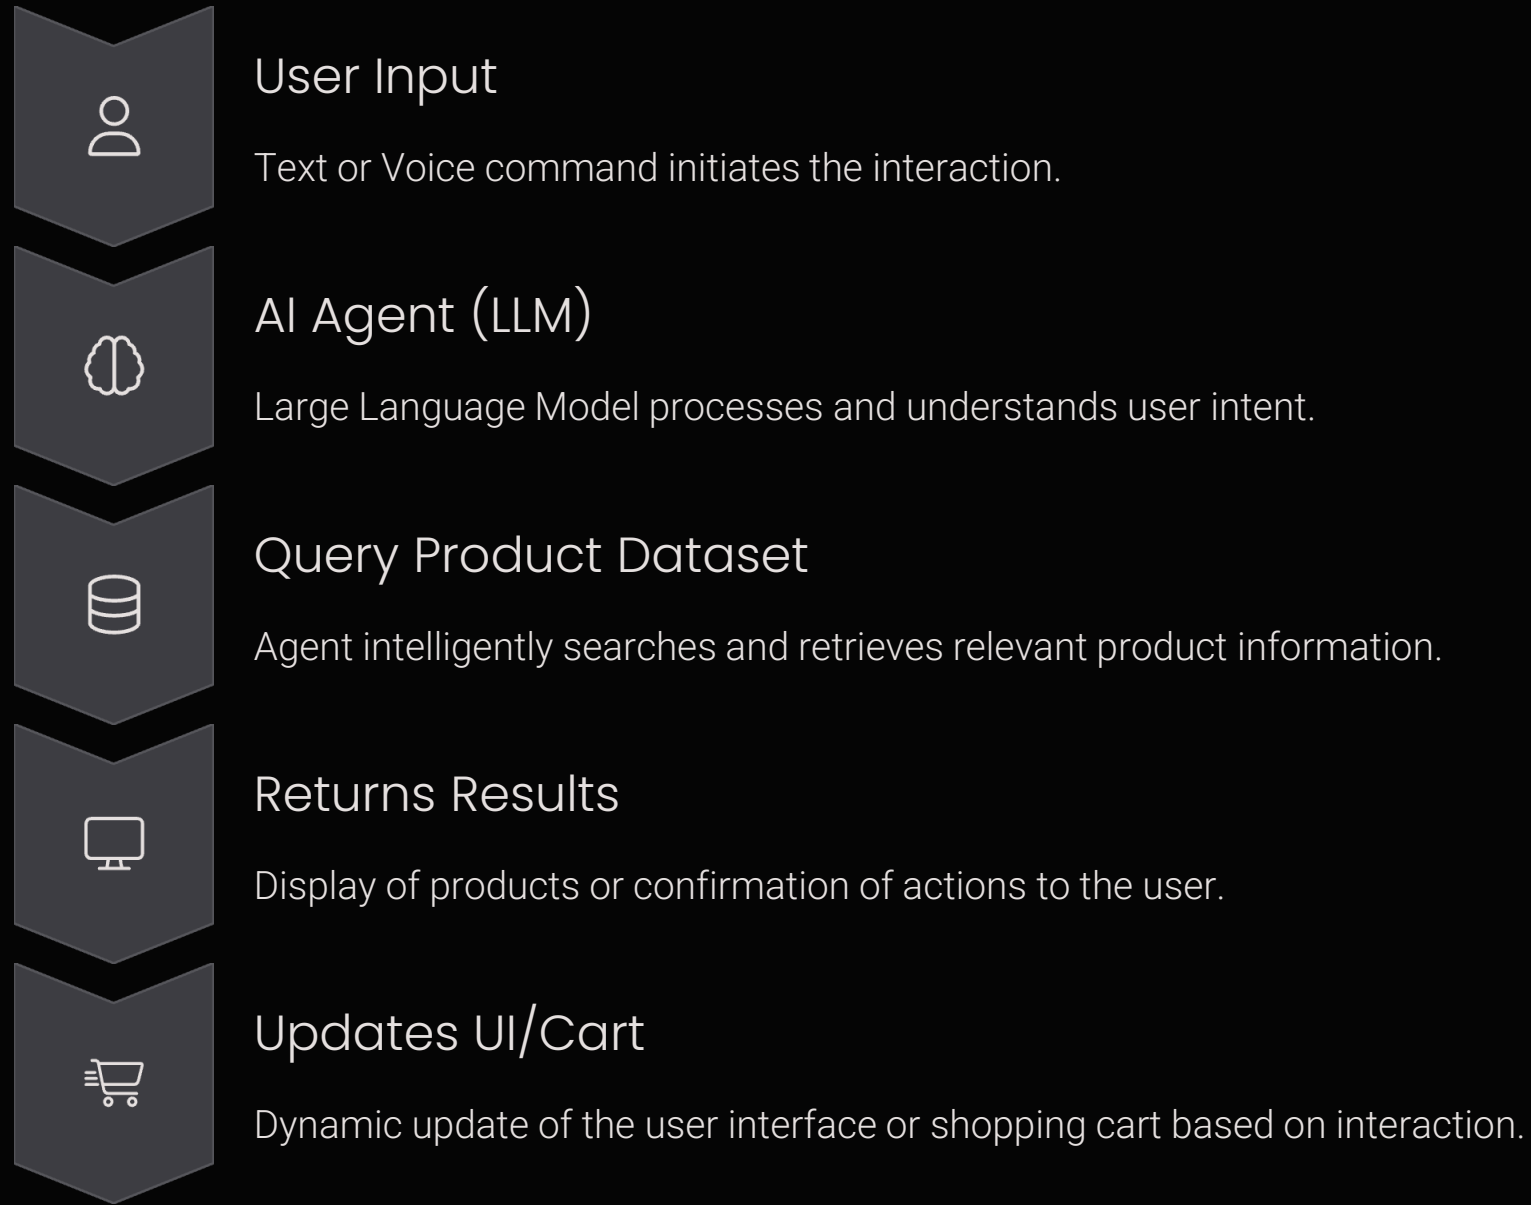 User Input
Text or Voice command initiates the interaction.
AI Agent (LLM)
Large Language Model processes and understands user intent.
Query Product Dataset
Agent intelligently searches and retrieves relevant product information.
Returns Results
Display of products or confirmation of actions to the user.
Updates UI/Cart
Dynamic update of the user interface or shopping cart based on interaction.